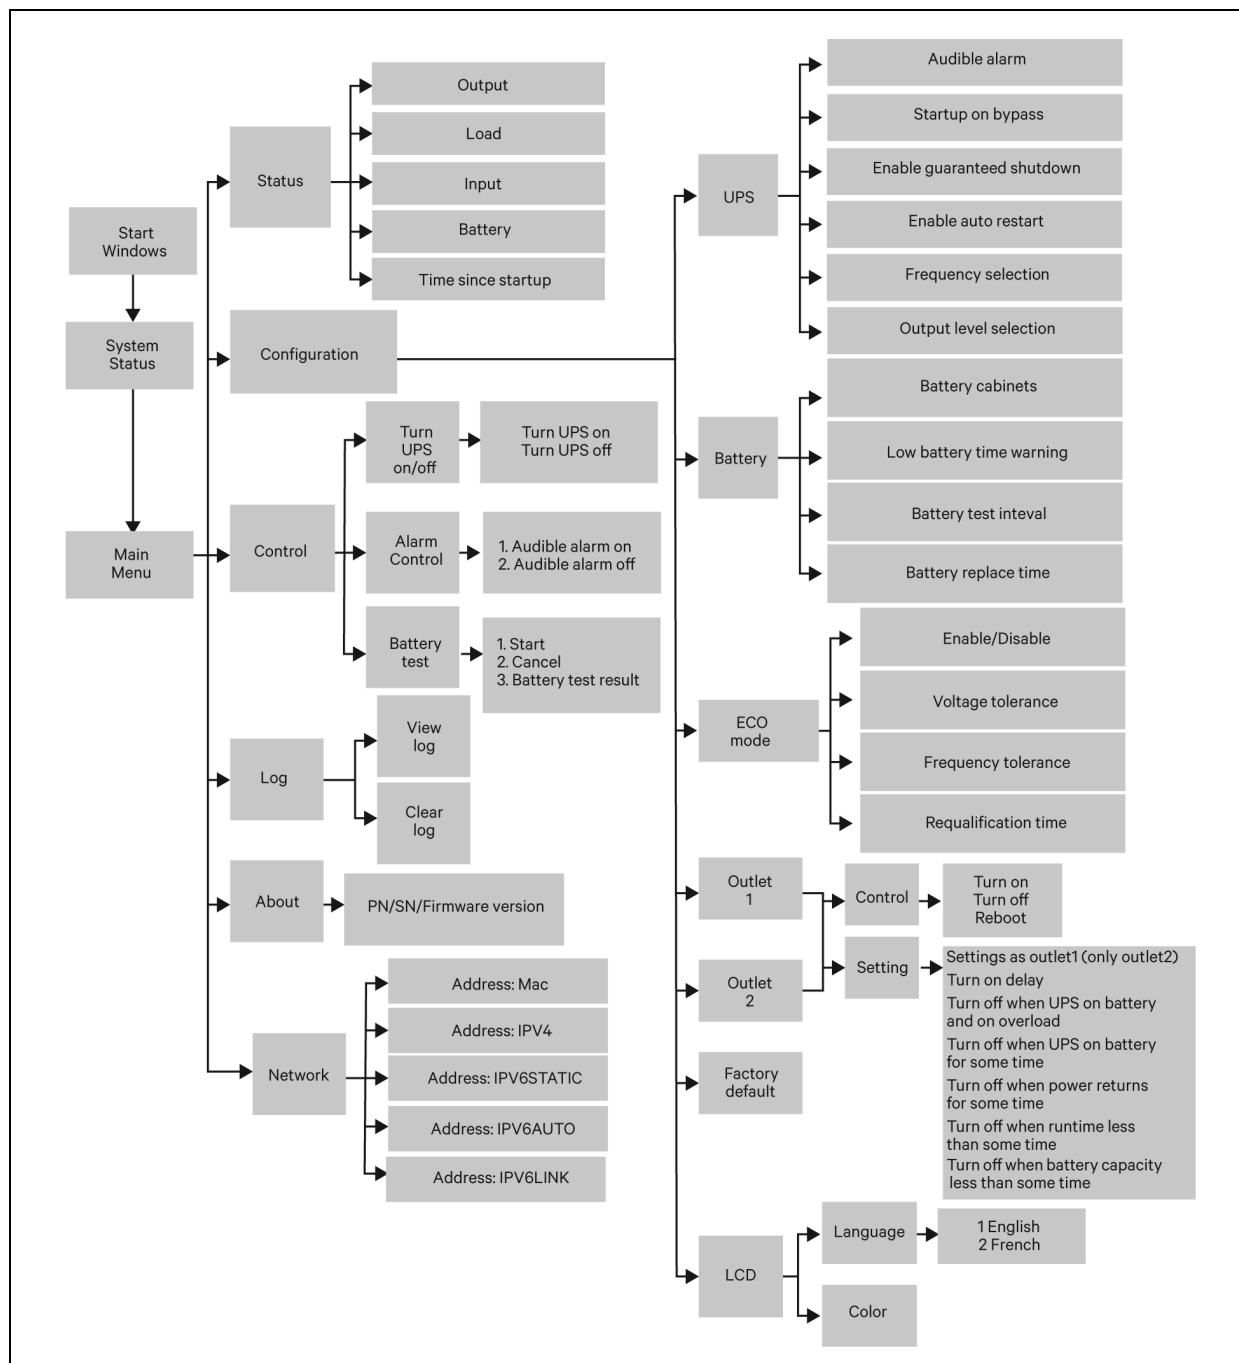 Start
Windows
System
Status
Main
Menu
Status
Output
Load
Input
Battery
Time since startup
Configuration
Control
Turn
UPS
on/off
Turn UPS on
Turn UPS off
Alarm
Control
1. Audible alarm on
2. Audible alarm off
Battery
test
1. Start
2. Cancel
3. Battery test result
Log
View
log
Clear
log
About
PN/SN/Firmware version
Network
Address: Mac
Address: IPV4
Address: IPV6STATIC
Address: IPV6AUTO
Address: IPV6LINK
UPS
Audible alarm
Startup on bypass
Enable guaranteed shutdown
Enable auto restart
Frequency selection
Output level selection
Battery
Battery cabinets
Low battery time warning
Battery test inteval
Battery replace time
ECO
mode
Enable/Disable
Voltage tolerance
Frequency tolerance
Requalification time
Outlet
1
Outlet
2
Control
Turn on
Turn off
Reboot
Setting
Settings as outlet1 (only outlet2)
Turn on delay
Turn off when UPS on battery
and on overload
Turn off when UPS on battery
for some time
Turn off when power returns
for some time
Turn off when runtime less
than some time
Turn off when battery capacity
less than some time
Factory
default
LCD
Language
1 English
2 French
Color